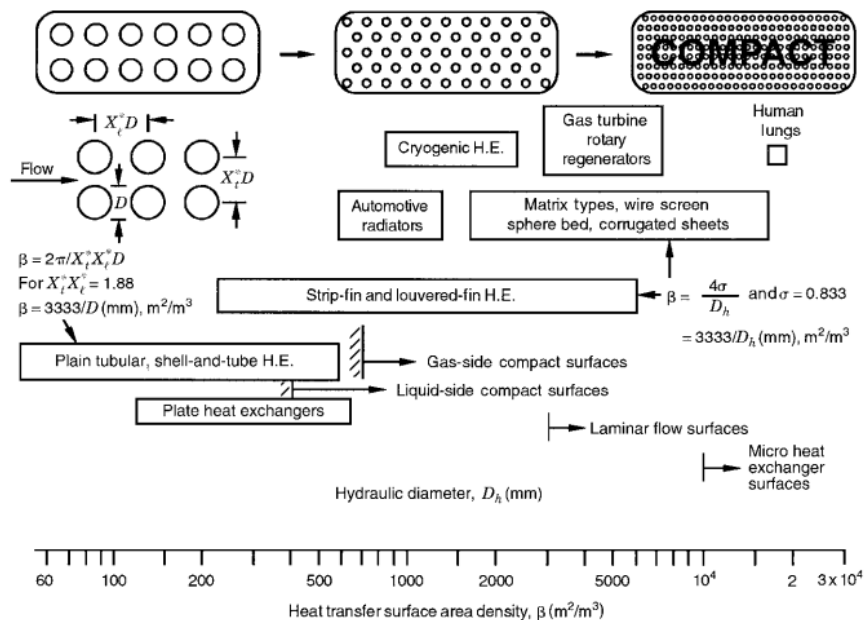 COMPACT
X*ℓD
Flow
D
X*tD
Cryogenic H.E.
Gas turbine
rotary
regenerators
Human
lungs
Automotive
radiators
Matrix types, wire screen
sphere bed, corrugated sheets
β = 2π/X*tX*ℓD
For X*tX*ℓ = 1.88
β = 3333/D (mm), m²/m³
Strip-fin and louvered-fin H.E.
β = 4σ/Dh and σ = 0.833
= 3333/Dh (mm), m²/m³
Plain tubular, shell-and-tube H.E.
Gas-side compact surfaces
Liquid-side compact surfaces
Plate heat exchangers
Laminar flow surfaces
Micro heat
exchanger
surfaces
Hydraulic diameter, Dh (mm)
60 100 200 500 1000 2000 5000 10⁴ 2 3 × 10⁴
Heat transfer surface area density, β (m²/m³)